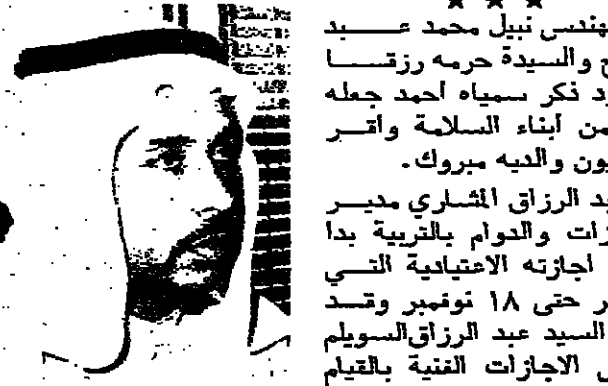 هندس نبيل محمد عبد
ح والسيدة حرمه رزقا
د ذكر سمياه احمد جعله
من أبناء السلامة واقر
يون والديه مبروك.
بد الرزاق المشاري مدير
زات والدوام بالتربية بدا
اجازته الاعتيادية التي
ر حتى ١٨ نوفمبر وقد
السيد عبد الرزاق السويلم
الاجازات الفنية بالقيام